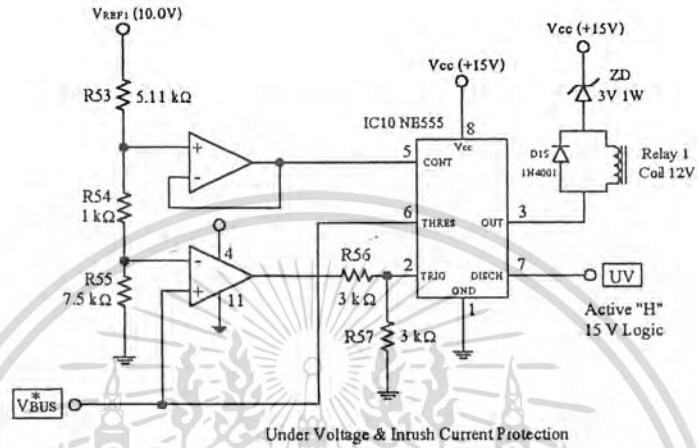 VREF1 (10.0V)
R53
5.11 kΩ
R54
1 kΩ
R55
7.5 kΩ
V*BUS
4
11
R56
3 kΩ
R57
3 kΩ
Vcc (+15V)
IC10 NE555
8
Vcc
5
CONT
6
THRES
2
TRIG
OUT
3
DISCH
7
GND
1
Vcc (+15V)
ZD
3V 1W
D15
1N4001
Relay 1
Coil 12V
UV
Active "H"
15 V Logic
+
-
-
+
Under Voltage & Inrush Current Protection